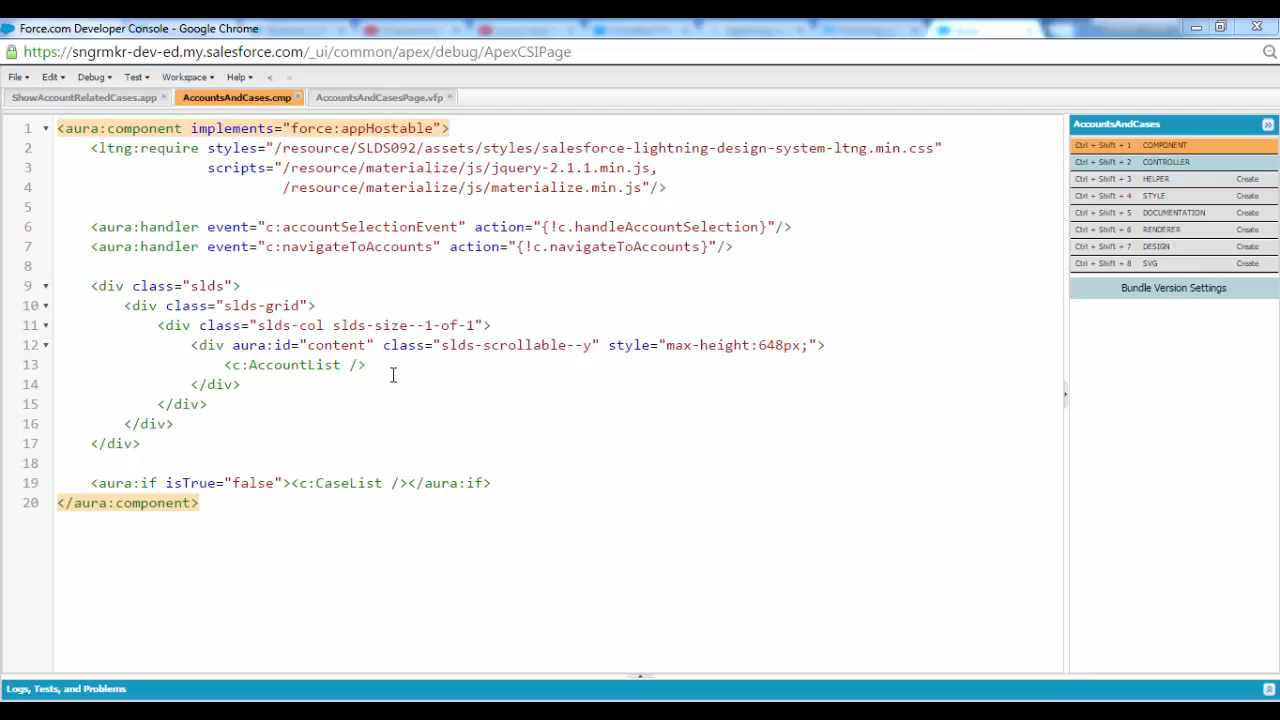 Force.com Developer Console - Google Chrome
https://sngrmkr-dev-ed.my.salesforce.com/_ui/common/apex/debug/ApexCSIPage
File Edit Debug Test Workspace Help < >
ShowAccountRelatedCases.app AccountsAndCases.cmp AccountsAndCasesPage.vfp
1 <aura:component implements="force:appHostable">
2 <ltng:require styles="/resource/SLDS092/assets/styles/salesforce-lightning-design-system-ltng.min.css"
3 scripts="/resource/materialize/js/jquery-2.1.1.min.js,
4 /resource/materialize/js/materialize.min.js"/>
5
6 <aura:handler event="c:accountSelectionEvent" action="{!c.handleAccountSelection}"/>
7 <aura:handler event="c:navigateToAccounts" action="{!c.navigateToAccounts}"/>
8
9 <div class="slds">
10 <div class="slds-grid">
11 <div class="slds-col slds-size--1-of-1">
12 <div aura:id="content" class="slds-scrollable--y" style="max-height:648px;">
13 <c:AccountList />
14 </div>
15 </div>
16 </div>
17 </div>
18
19 <aura:if isTrue="false"><c:CaseList /></aura:if>
20 </aura:component>
AccountsAndCases
Ctrl + Shift + 1 COMPONENT
Ctrl + Shift + 2 CONTROLLER
Ctrl + Shift + 3 HELPER Create
Ctrl + Shift + 4 STYLE Create
Ctrl + Shift + 5 DOCUMENTATION Create
Ctrl + Shift + 6 RENDERER Create
Ctrl + Shift + 7 DESIGN Create
Ctrl + Shift + 8 SVG Create
Bundle Version Settings
Logs, Tests, and Problems